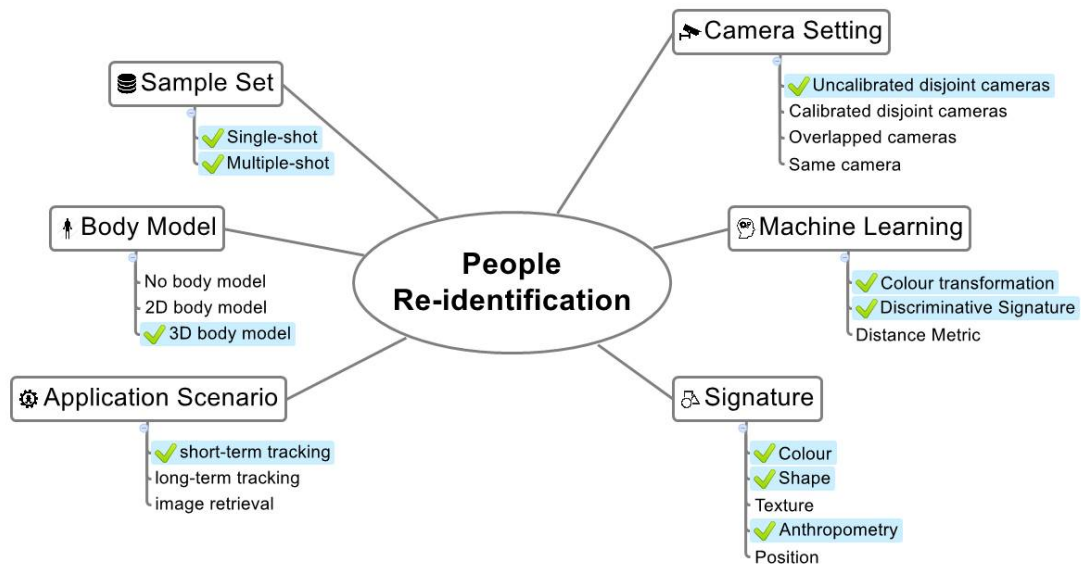 People
Re-identification
Sample Set
Single-shot
Multiple-shot
Body Model
No body model
2D body model
3D body model
Application Scenario
short-term tracking
long-term tracking
image retrieval
Camera Setting
Uncalibrated disjoint cameras
Calibrated disjoint cameras
Overlapped cameras
Same camera
Machine Learning
Colour transformation
Discriminative Signature
Distance Metric
Signature
Colour
Shape
Texture
Anthropometry
Position